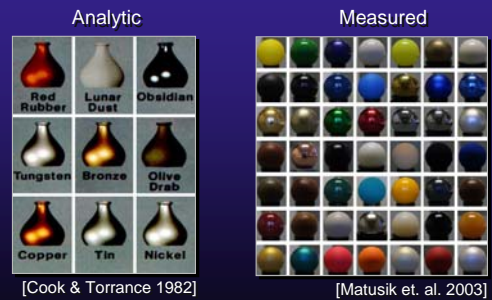 Analytic
Measured
Red Rubber
Lunar Dust
Obsidian
Tungsten
Bronze
Olive Drab
Copper
Tin
Nickel
[Cook & Torrance 1982]
[Matusik et. al. 2003]